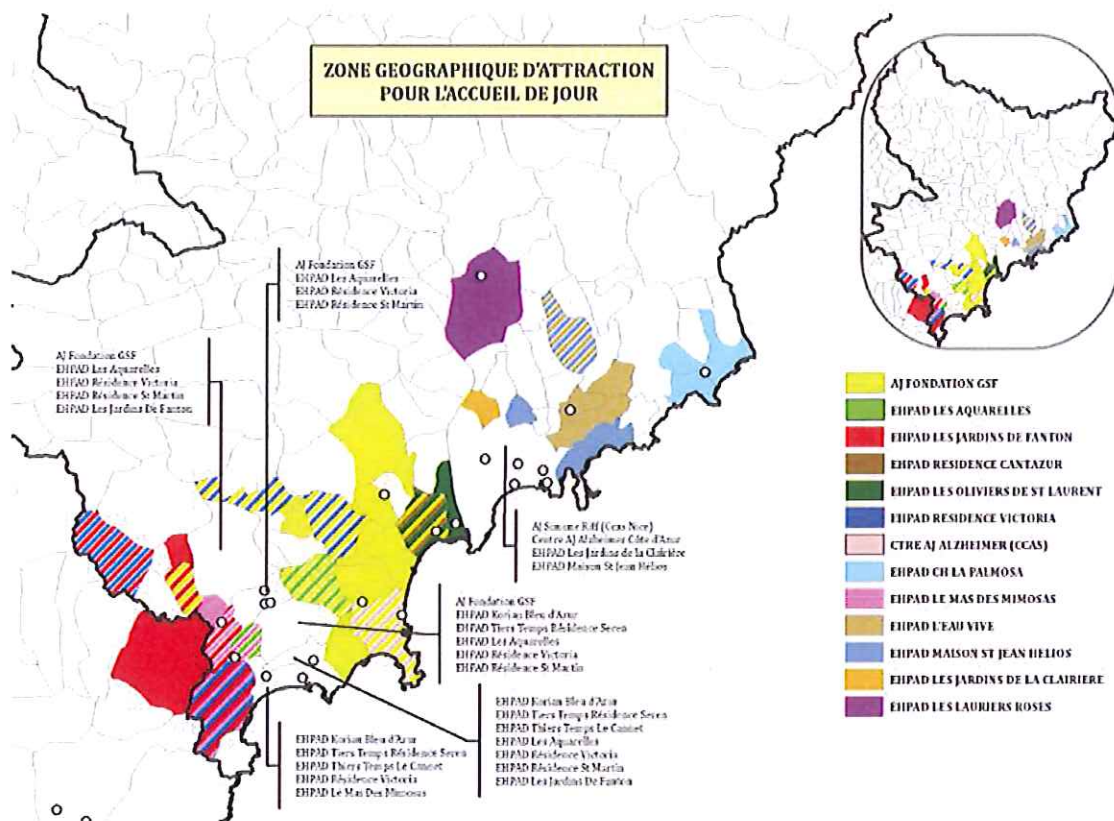 ZONE GEOGRAPHIQUE D'ATTRACTION
POUR L'ACCUEIL DE JOUR
AJ Fondation GSF
EHPAD Les Aquarelles
EHPAD Résidence Victoria
EHPAD Résidence St Martin
AJ Fondation GSF
EHPAD Les Aquarelles
EHPAD Résidence Victoria
EHPAD Résidence St Martin
EHPAD Les Jardins De Fanton
AJ Simone Riff (Ccas Nice)
Centre AJ Alzheimer Côte d'Azur
EHPAD Les Jardins de la Clairière
EHPAD Maison St Jean Hélios
AJ Fondation GSF
EHPAD Korian Bleu d'Azur
EHPAD Tiers Temps Résidence Seren
EHPAD Les Aquarelles
EHPAD Résidence Victoria
EHPAD Résidence St Martin
EHPAD Korian Bleu d'Azur
EHPAD Tiers Temps Résidence Seren
EHPAD Thiers Temps Le Cannet
EHPAD Les Aquarelles
EHPAD Résidence Victoria
EHPAD Résidence St Martin
EHPAD Les Jardins De Fanton
EHPAD Korian Bleu d'Azur
EHPAD Tiers Temps Résidence Seren
EHPAD Thiers Temps Le Cannet
EHPAD Résidence Victoria
EHPAD Le Mas Des Mimosas
AJ FONDATION GSF
EHPAD LES AQUARELLES
EHPAD LES JARDINS DE FANTON
EHPAD RESIDENCE CANTAZUR
EHPAD LES OLIVIERS DE ST LAURENT
EHPAD RESIDENCE VICTORIA
CTRE AJ ALZHEIMER (CCAS)
EHPAD CH LA PALMOSA
EHPAD LE MAS DES MIMOSAS
EHPAD L'EAU VIVE
EHPAD MAISON ST JEAN HELIOS
EHPAD LES JARDINS DE LA CLAIRIERE
EHPAD LES LAURIERS ROSES